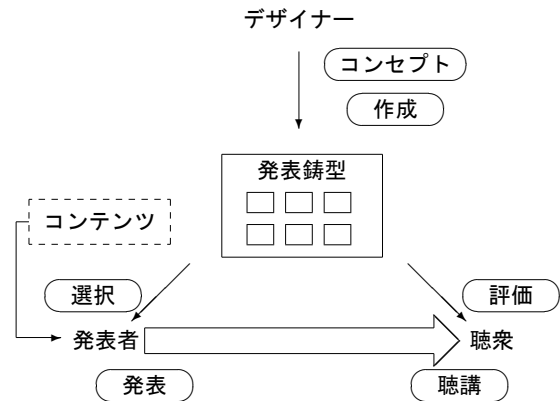 デザイナー
コンセプト
作成
発表鋳型
コンテンツ
選択
評価
発表者
聴衆
発表
聴講